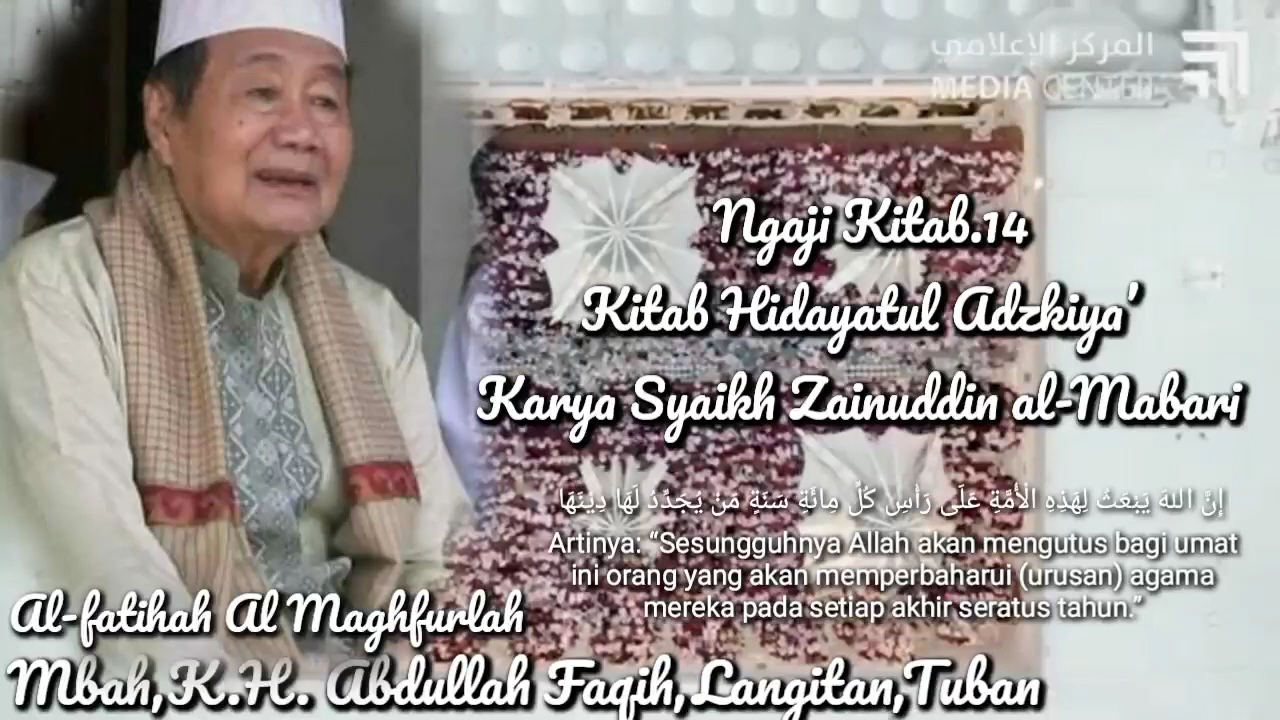 المركز الإعلامي
MEDIA CENTER
Ngaji Kitab.14
Kitab Hidayatul Adzkiya'
Karya Syaikh Zainuddin al-Mabari
إِنَّ اللهَ يَبْعَثُ لِهَذِهِ الْأُمَّةِ عَلَى رَأْسِ كُلِّ مِائَةِ سَنَةٍ مَنْ يُجَدِّدُ لَهَا دِينَهَا
Artinya: “Sesungguhnya Allah akan mengutus bagi umat
ini orang yang akan memperbaharui (urusan) agama
mereka pada setiap akhir seratus tahun.”
Al-fatihah Al Maghfurlah
Mbah,K.H. Abdullah Faqih,Langitan,Tuban